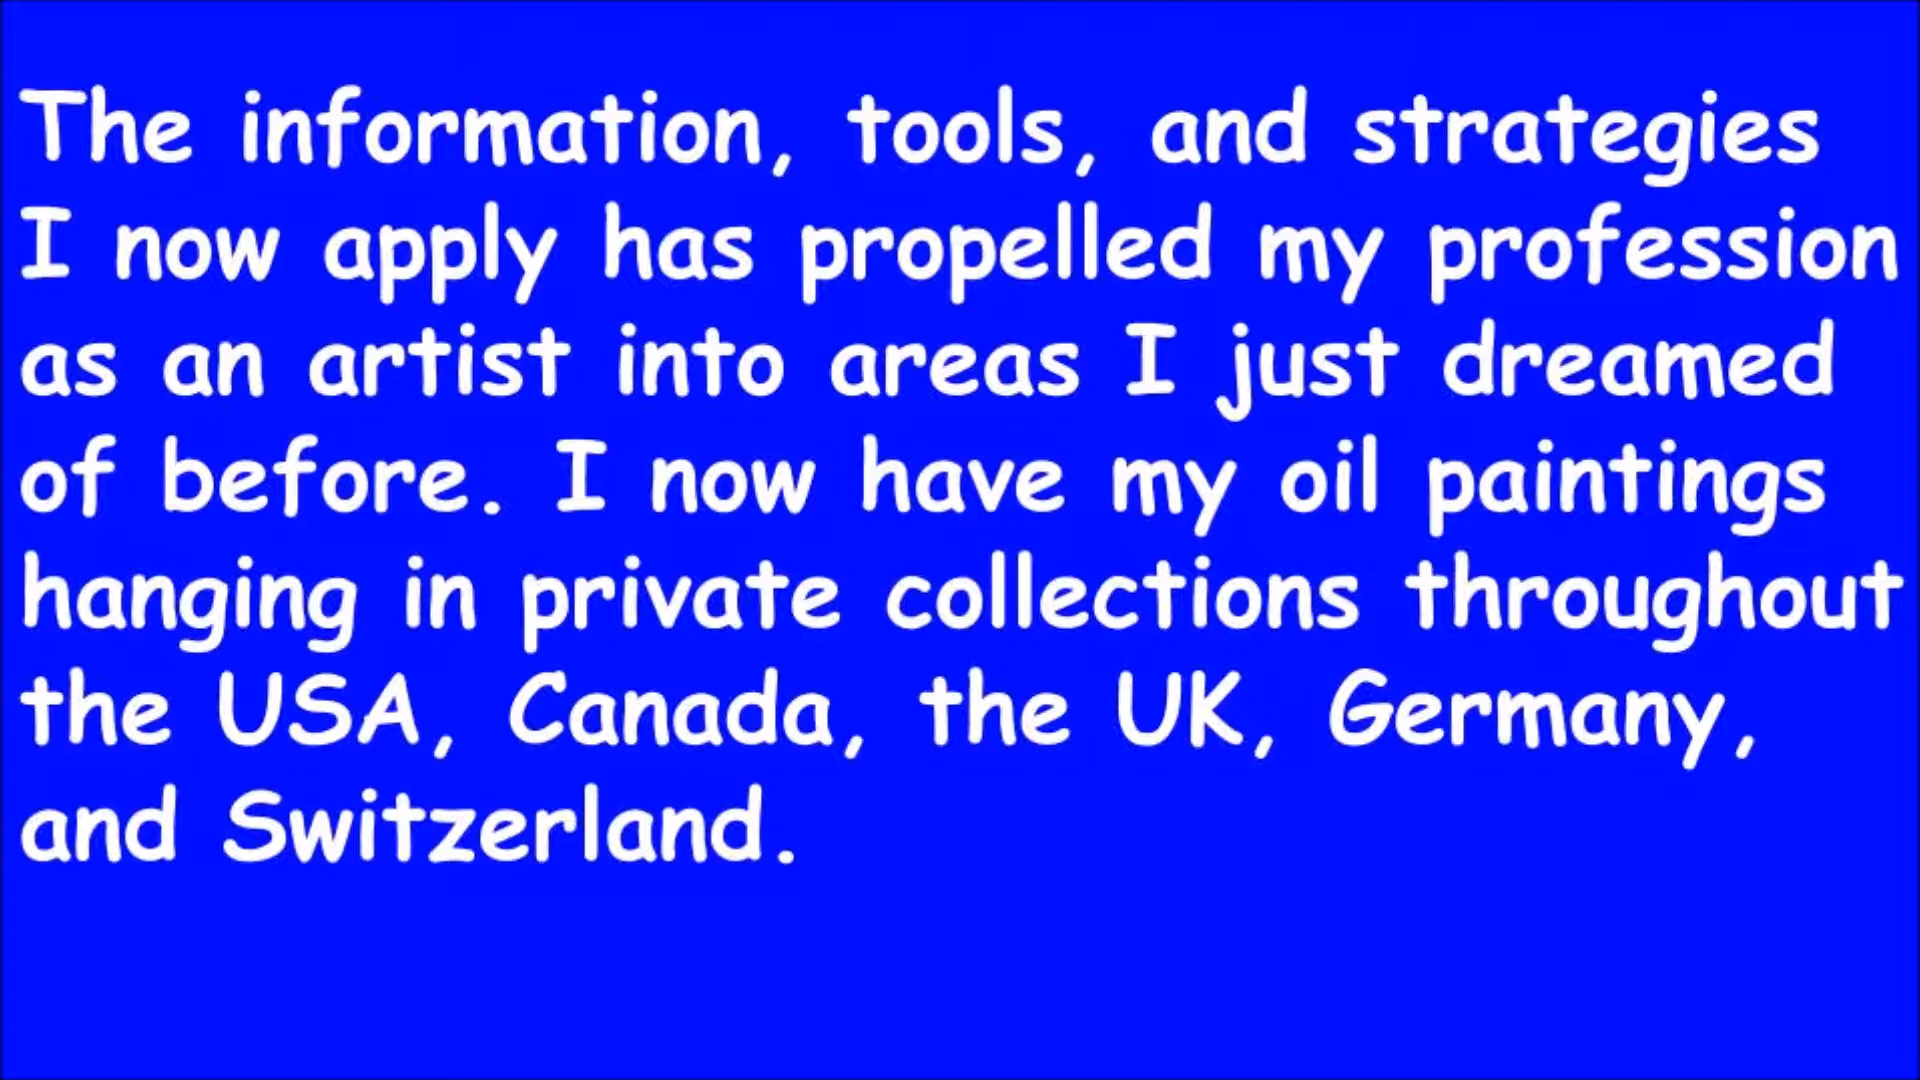 The information, tools, and strategies
I now apply has propelled my profession
as an artist into areas I just dreamed
of before. I now have my oil paintings
hanging in private collections throughout
the USA, Canada, the UK, Germany,
and Switzerland.